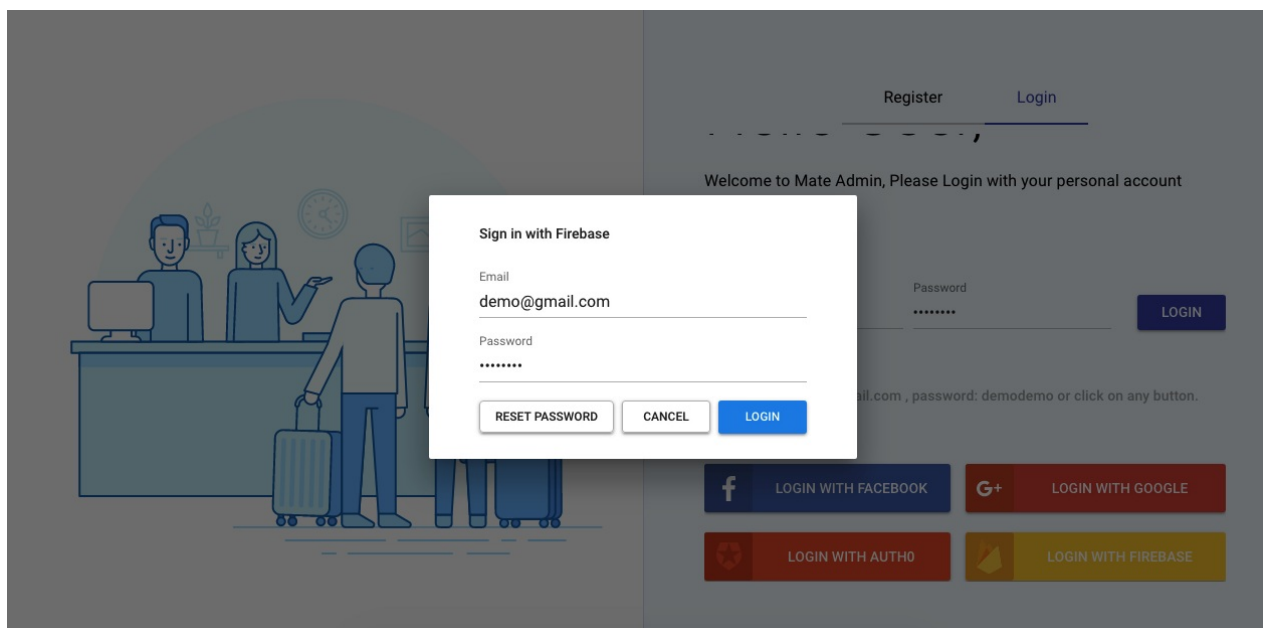 Register
Login
Welcome to Mate Admin, Please Login with your personal account
Sign in with Firebase
Email
demo@gmail.com
Password
••••••••
RESET PASSWORD
CANCEL
LOGIN
Password
••••••••
LOGIN
ail.com , password: demodemo or click on any button.
f
LOGIN WITH FACEBOOK
G+
LOGIN WITH GOOGLE
LOGIN WITH AUTH0
LOGIN WITH FIREBASE